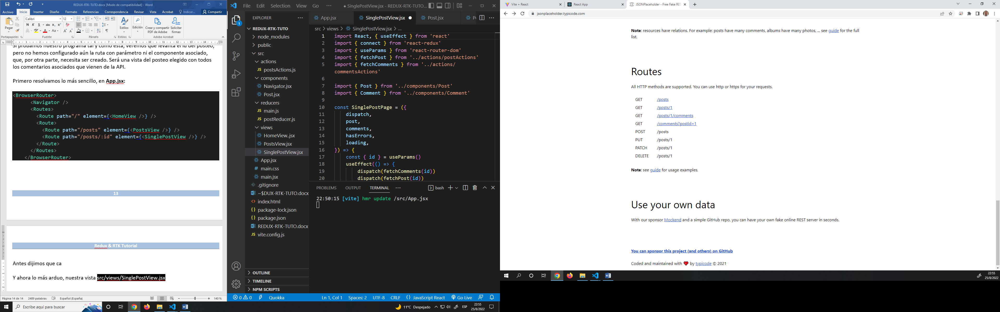 REDUX-RTK-TUTO.docx [Modo de compatibilidad] - Word
Archivo Inicio Insertar Diseño Formato Referencias Correspondencia Revisar Vista Acrobat Indicar... Compartir
Pegar
Calibri 12
N K S abc x₂ x²
Aa
Estilos
Edición
Crear y compartir PDF de Adobe
Solicitar firmas
Portapapeles Fuente Párrafo Estilos Adobe Acrobat
Si probamos nuestro programa tal y como está, veremos que levanta el id del posteo,
pero no hemos configurado aún la ruta con parámetro ni el componente asociado,
que, por otra parte, necesita ser creado. Será una vista del posteo elegido con todos
los comentarios asociados que vienen de la API.
Primero resolvamos lo más sencillo, en App.jsx:
<BrowserRouter>
<Navigator />
<Routes>
<Route path="/" element={<HomeView />} />
<Route>
<Route path="/posts" element={<PostsView />} />
<Route path="/posts/:id" element={<SinglePostView />} />
</Route>
</Routes>
</BrowserRouter>
13
Redux & RTK Tutorial
Antes dijimos que ca
Y ahora lo más arduo, nuestra vista src/views/SinglePostView.jsx
Página 14 de 14 2489 palabras Español (España) 140 %
Escribe aquí para buscar
11°C Despejado ESP 22:55
25/8/2022
File Edit Selection View Go ··· ● SinglePostView.jsx - REDUX-RTK-TUTO...
EXPLORER
REDUX-RTK-TUTO
node_modules
public
src
actions
JS postsActions.js
components
Navigator.jsx
Post.jsx
reducers
JS main.js
JS postReducer.js
views
HomeView..jsx
PostsView.jsx
SinglePostView.jsx
App.jsx
# main.css
main.jsx
.gitignore
~$DUX-RTK-TUTO.docx
<> index.html
{} package-lock.json
{} package.json
REDUX-RTK-TUTO.docx
JS vite.config.js
OUTLINE
TIMELINE
NPM SCRIPTS
App.jsx SinglePostView.jsx ● Post.jsx
src > views > SinglePostView.jsx > ...
1 import React, { useEffect } from 'react'
2 import { connect } from 'react-redux'
3 import { useParams } from 'react-router-dom'
4 import { fetchPost } from '../actions/postActions'
5 import { fetchComments } from '../actions/
commentsActions'
6
7 import { Post } from '../components/Post'
8 import { Comment } from '../components/Comment'
9
10 const SinglePostPage = ({
11 dispatch,
12 post,
13 comments,
14 hasErrors,
15 loading,
16 }) => {
17 const { id } = useParams()
18 useEffect(() => {
19 dispatch(fetchComments(id))
20 dispatch(fetchPost(id))
PROBLEMS OUTPUT TERMINAL ··· bash
22:50:15 [vite] hmr update /src/App.jsx
0 0 Quokka Ln 1, Col 1 Spaces: 2 UTF-8 CRLF {} JavaScript React Go Live
Vite + React React App JSONPlaceholder - Free Fake RES
jsonplaceholder.typicode.com
Note: resources have relations. For example: posts have many comments, albums have many photos, ... see guide for the full
list.
Routes
All HTTP methods are supported. You can use http or https for your requests.
GET /posts
GET /posts/1
GET /posts/1/comments
GET /comments?postId=1
POST /posts
PUT /posts/1
PATCH /posts/1
DELETE /posts/1
Note: see guide for usage examples.
Use your own data
With our sponsor Mockend and a simple GitHub repo, you can have your own fake online REST server in seconds.
You can sponsor this project (and others) on GitHub
Coded and maintained with ❤ by typicode © 2021
22:55
25/8/2022